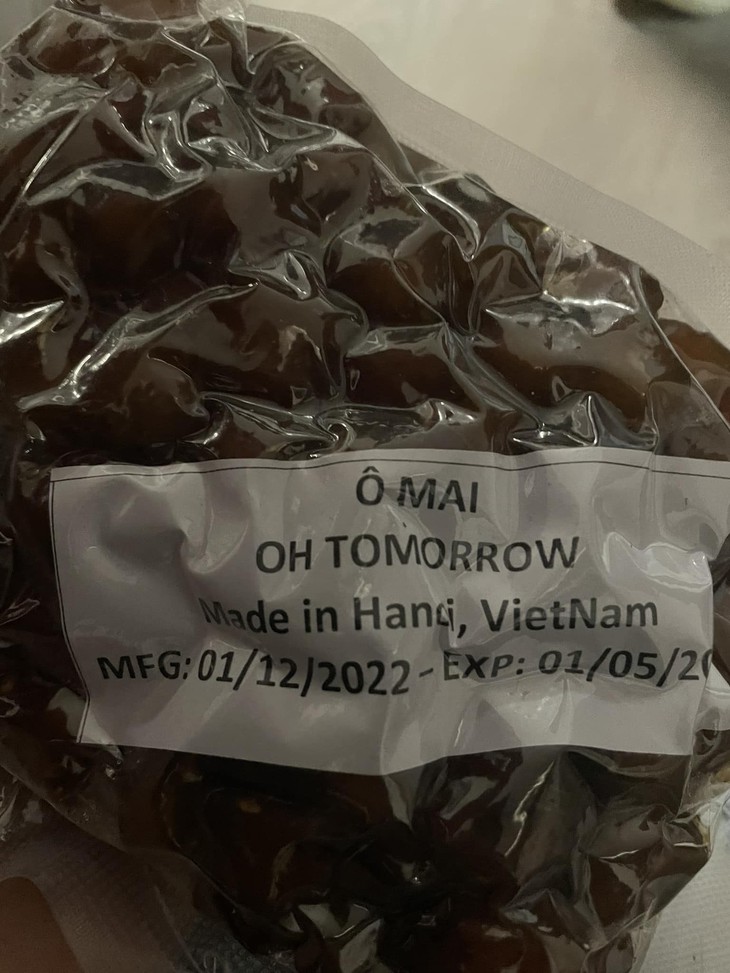 Ô MAI
OH TOMORROW
Made in Hanoi, VietNam
MFG: 01/12/2022 - EXP: 01/05/20